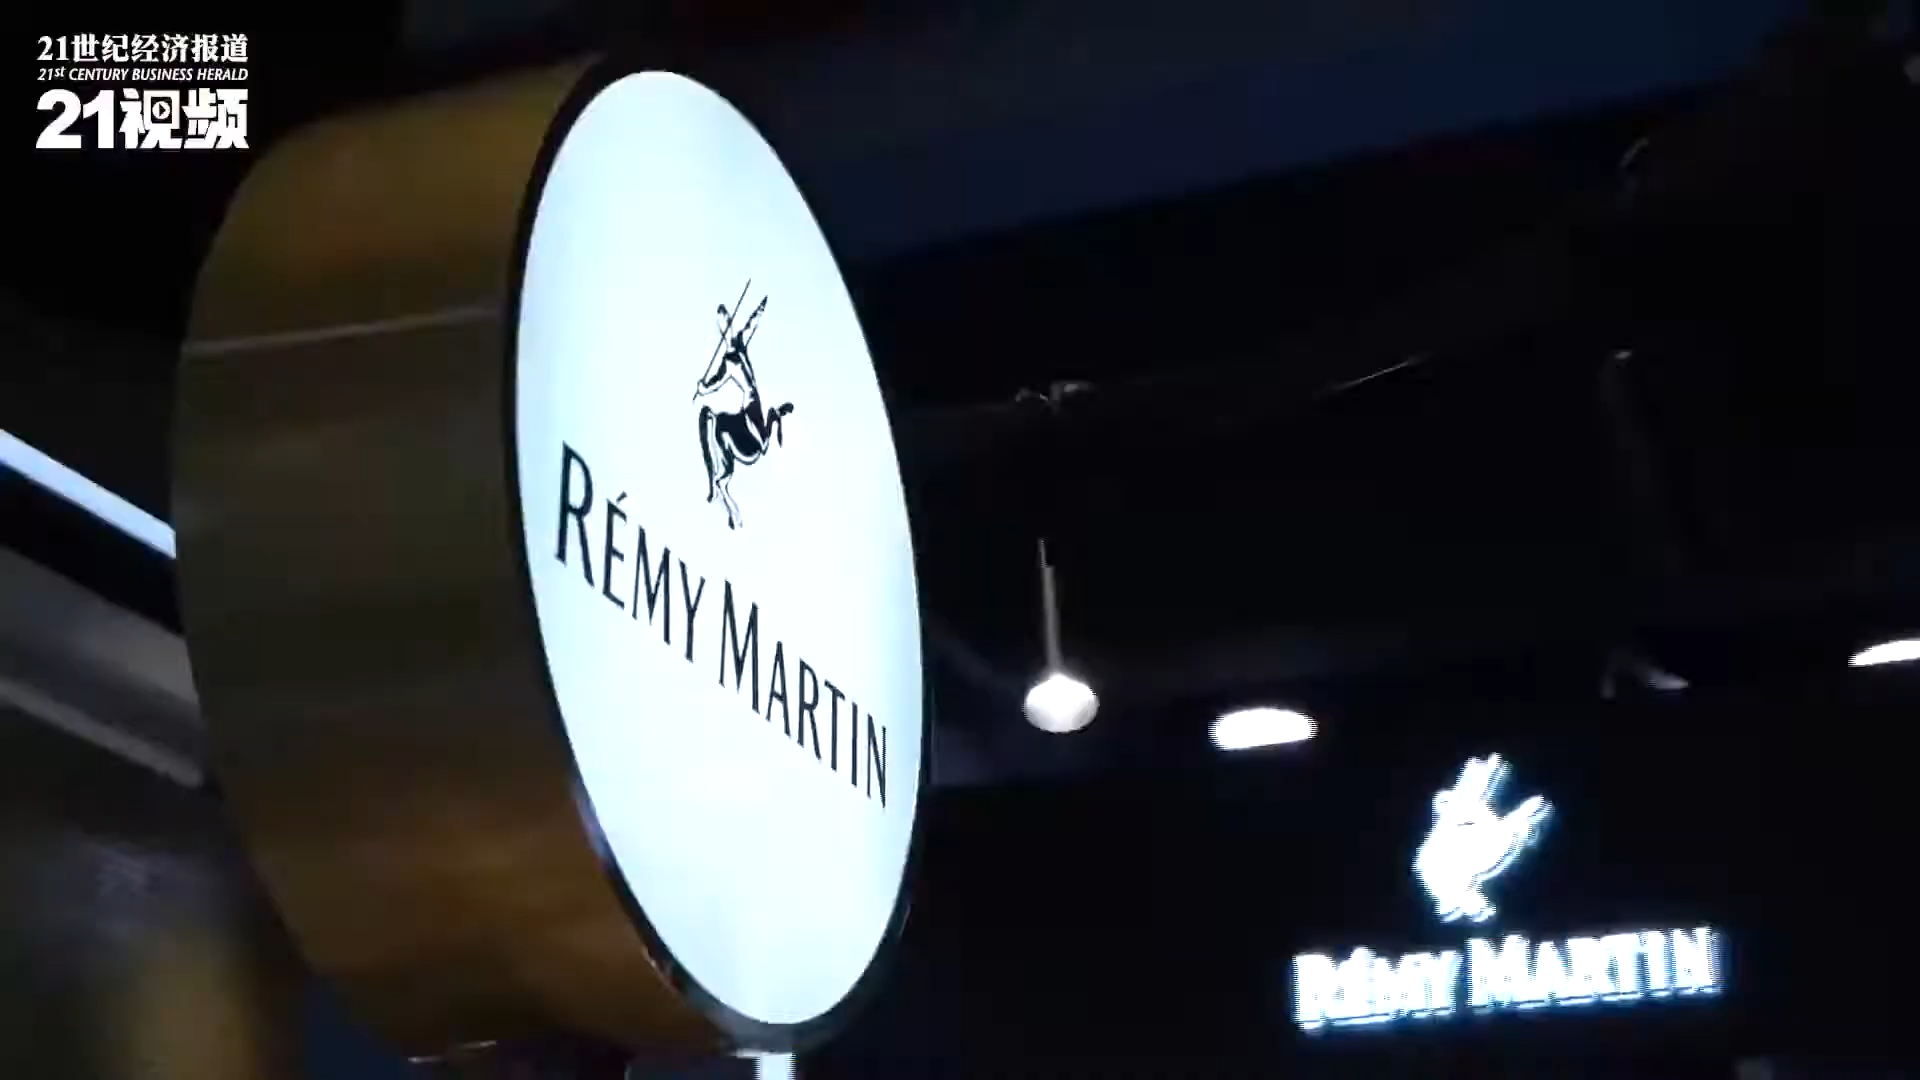 21世纪经济报道
21st CENTURY BUSINESS HERALD
21视频
RÉMY MARTIN
RÉMY MARTIN